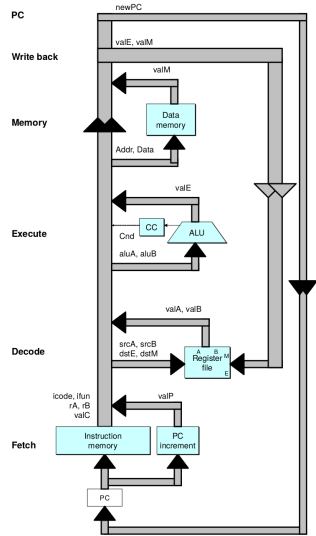 newPC
PC
valE, valM
Write back
valM
Data
memory
Memory
Addr, Data
valE
CC
ALU
Execute
Cnd
aluA, aluB
valA, valB
srcA, srcB
dstE, dstM
A B
M
Register
file
E
Decode
icode, ifun
rA, rB
valC
valP
Instruction
memory
PC
increment
Fetch
PC